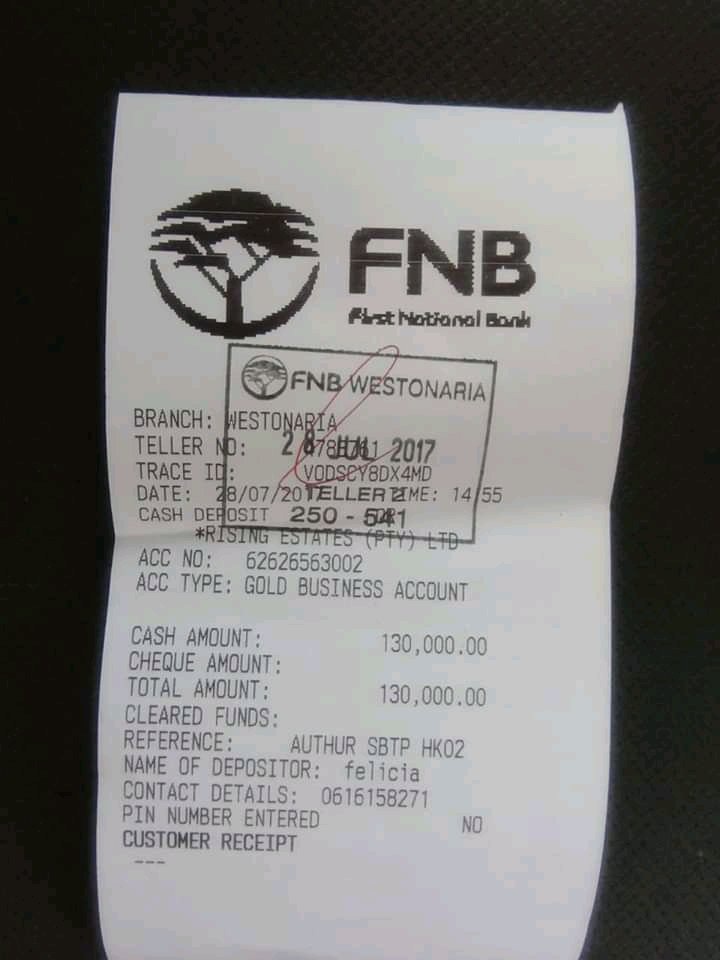 FNB
First National Bank
FNB WESTONARIA
BRANCH: WESTONARIA
TELLER NO:
28 JUL 2017
TRACE ID: VODSCY8DX4MD
DATE: 28/07/2017 TIME: 14:55
TELLER 2
CASH DEPOSIT
250 - 541
*RISING ESTATES (PTY) LTD
ACC NO: 62626563002
ACC TYPE: GOLD BUSINESS ACCOUNT
CASH AMOUNT: 130,000.00
CHEQUE AMOUNT:
TOTAL AMOUNT: 130,000.00
CLEARED FUNDS:
REFERENCE: AUTHUR SBTP HK02
NAME OF DEPOSITOR: felicia
CONTACT DETAILS: 0616158271
PIN NUMBER ENTERED NO
CUSTOMER RECEIPT
---